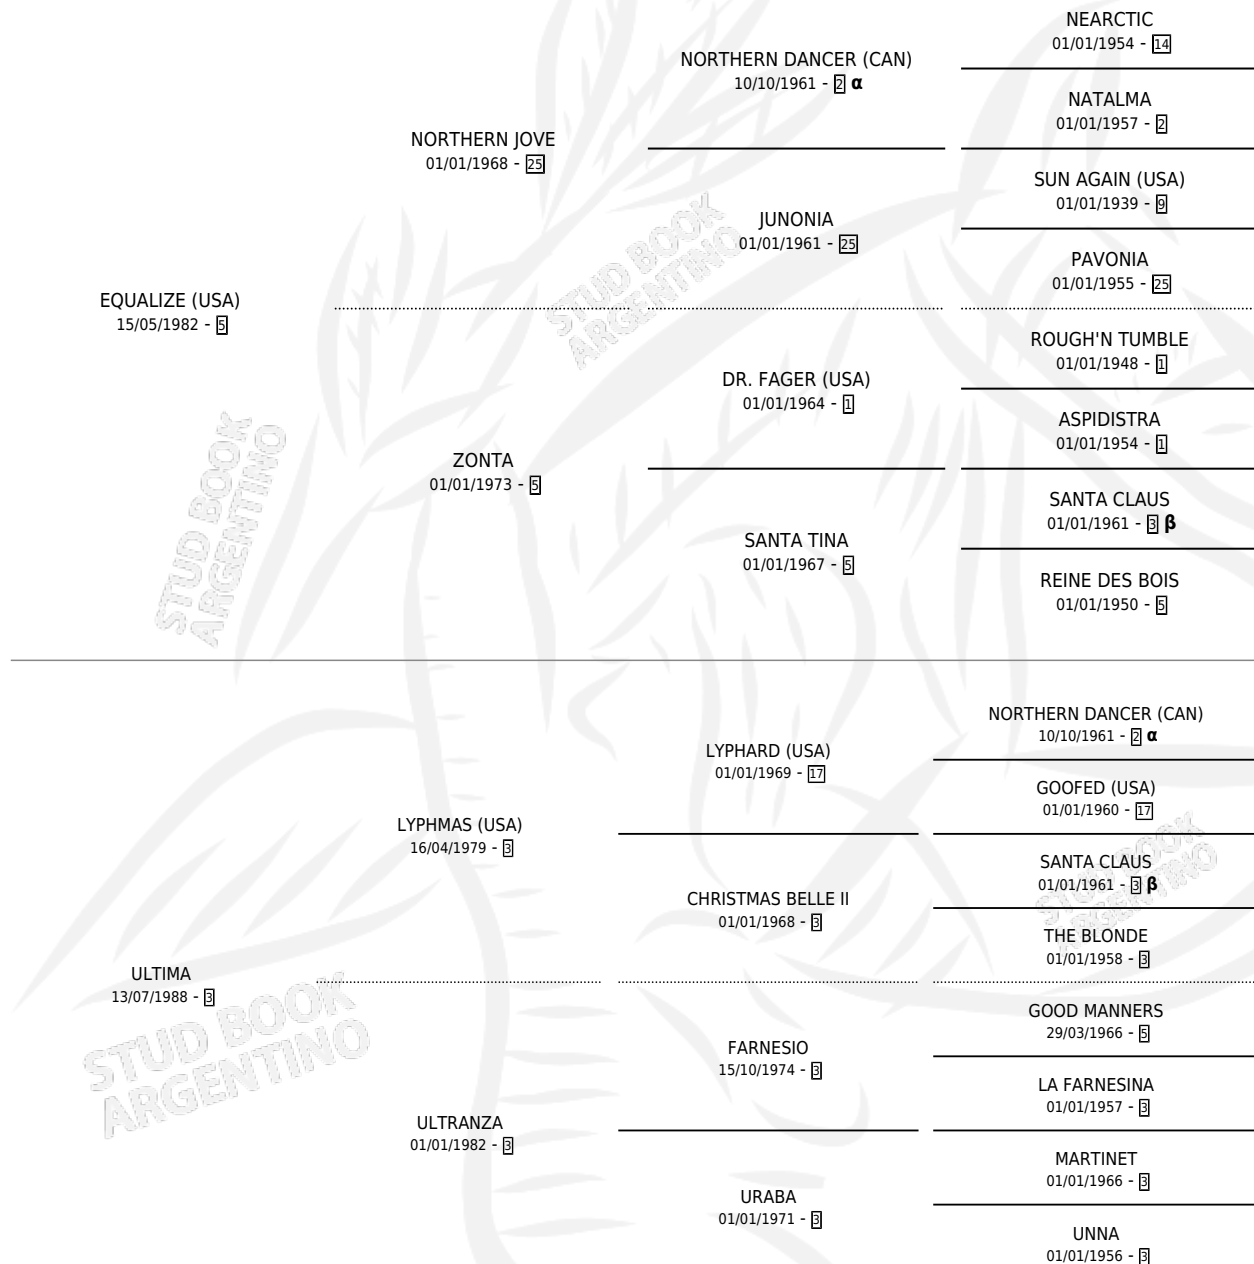 NEARCTIC
01/01/1954 - 14
NORTHERN DANCER (CAN)
10/10/1961 - 2 α
NATALMA
01/01/1957 - 2
NORTHERN JOVE
01/01/1968 - 25
SUN AGAIN (USA)
01/01/1939 - 9
JUNONIA
01/01/1961 - 25
PAVONIA
01/01/1955 - 25
STUD BOOK
ARGENTINO
EQUALIZE (USA)
15/05/1982 - 5
ROUGH'N TUMBLE
01/01/1948 - 1
DR. FAGER (USA)
01/01/1964 - 1
ASPIDISTRA
01/01/1954 - 1
ZONTA
01/01/1973 - 5
SANTA CLAUS
01/01/1961 - 3 β
SANTA TINA
01/01/1967 - 5
REINE DES BOIS
01/01/1950 - 5
STUD BOOK
ARGENTINO
NORTHERN DANCER (CAN)
10/10/1961 - 2 α
LYPHARD (USA)
01/01/1969 - 17
GOOFED (USA)
01/01/1960 - 17
LYPHMAS (USA)
16/04/1979 - 3
SANTA CLAUS
01/01/1961 - 3 β
STUD BOOK
ARGENTINO
CHRISTMAS BELLE II
01/01/1968 - 3
THE BLONDE
01/01/1958 - 3
ULTIMA
13/07/1988 - 3
STUD BOOK
ARGENTINO
GOOD MANNERS
29/03/1966 - 5
FARNESIO
15/10/1974 - 3
LA FARNESINA
01/01/1957 - 3
ULTRANZA
01/01/1982 - 3
MARTINET
01/01/1966 - 3
URABA
01/01/1971 - 3
UNNA
01/01/1956 - 3